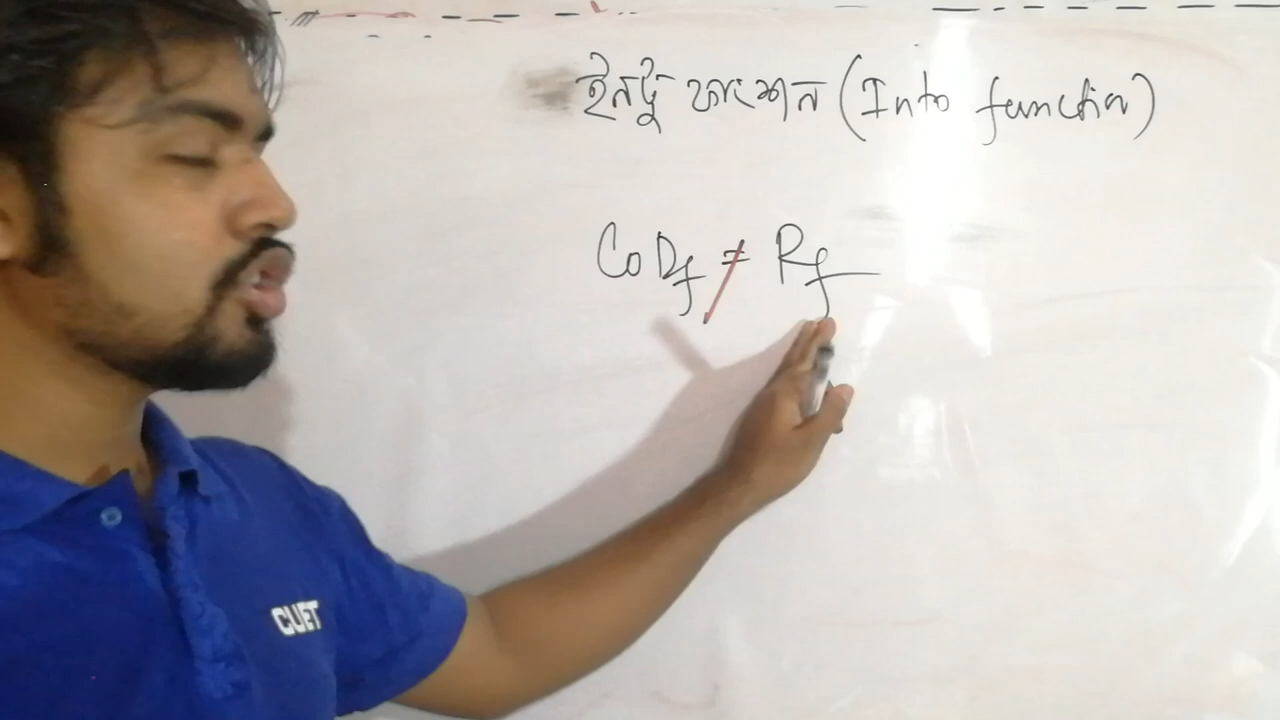 ইনটু ফাংশন (Into function)
CoDf ≠ Rf
CUET